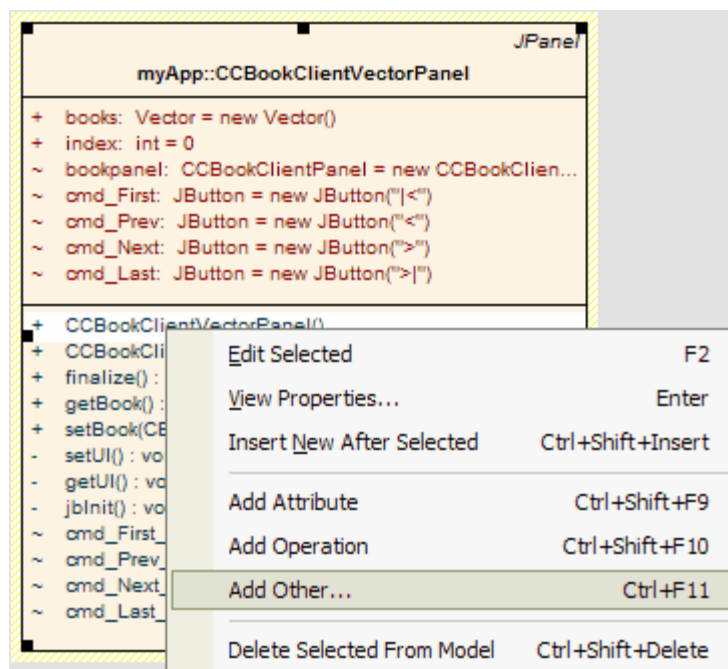 JPanel
myApp::CCBookClientVectorPanel
+ books: Vector = new Vector()
+ index: int = 0
~ bookpanel: CCBookClientPanel = new CCBookClien...
~ cmd_First: JButton = new JButton("|<")
~ cmd_Prev: JButton = new JButton("<")
~ cmd_Next: JButton = new JButton(">")
~ cmd_Last: JButton = new JButton(">|")
+ CCBookClientVectorPanel()
+ CCBookCli
+ finalize() :
+ getBook() :
+ setBook(CB
- setUI() : vo
- getUI() : vo
- jbInit() : vo
~ cmd_First_
~ cmd_Prev_
~ cmd_Next_
~ cmd_Last_
Edit Selected F2
View Properties... Enter
Insert New After Selected Ctrl+Shift+Insert
Add Attribute Ctrl+Shift+F9
Add Operation Ctrl+Shift+F10
Add Other... Ctrl+F11
Delete Selected From Model Ctrl+Shift+Delete